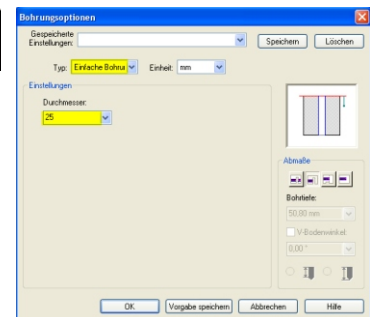 Bohrungsoptionen
Gespeicherte
Einstellungen:
Speichern
Löschen
Typ: Einfache Bohru Einheit: mm
Einstellungen
Durchmesser:
25
Abmaße
Bohrtiefe:
50,00 mm
V-Bodenwinkel:
0,00 °
OK Vorgabe speichern Abbrechen Hilfe